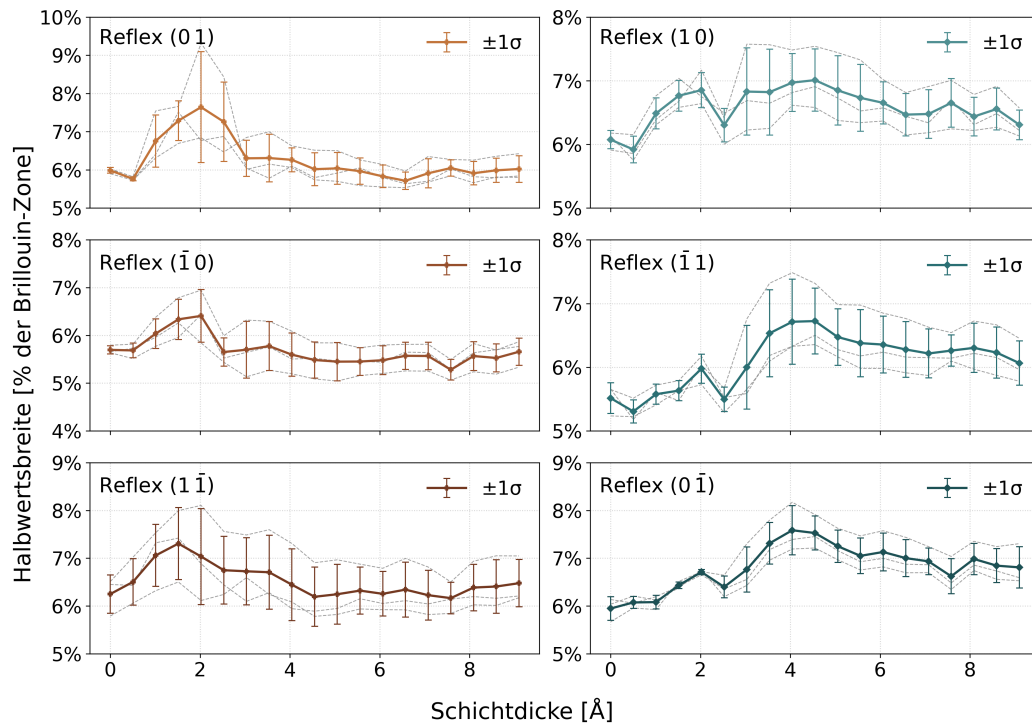 Halbwertsbreite [% der Brillouin-Zone]
10%
9%
8%
7%
6%
5%
Reflex (0 1)
±1σ
8%
7%
6%
5%
Reflex (1 0)
±1σ
8%
7%
6%
5%
4%
Reflex (1̄ 0)
±1σ
8%
7%
6%
5%
Reflex (1̄ 1)
±1σ
9%
8%
7%
6%
5%
Reflex (1 1̄)
±1σ
0 2 4 6 8
9%
8%
7%
6%
5%
Reflex (0 1̄)
±1σ
0 2 4 6 8
Schichtdicke [Å]